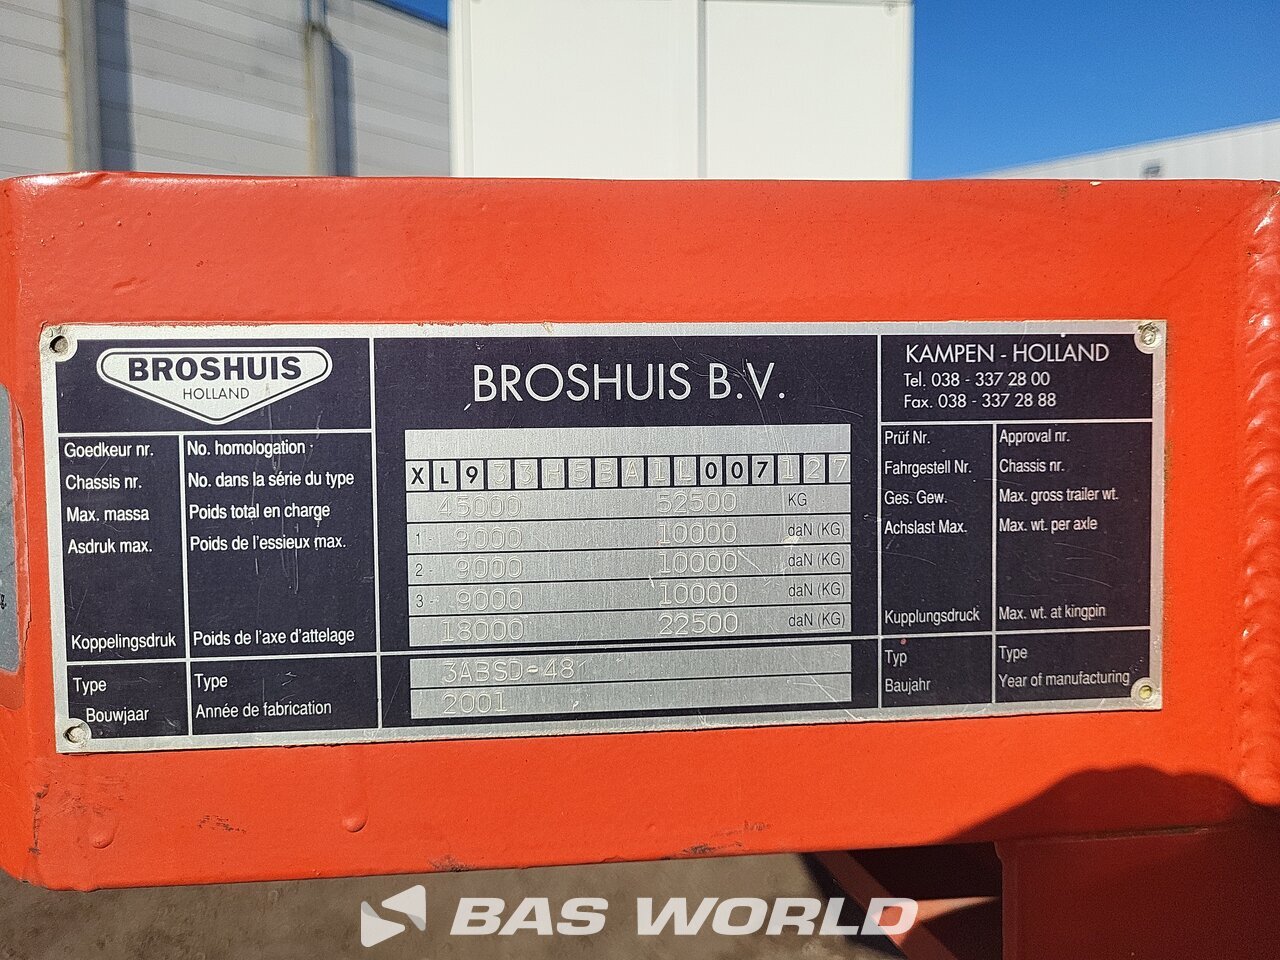 BROSHUIS
HOLLAND
BROSHUIS B.V.
KAMPEN - HOLLAND
Tel. 038 - 337 28 00
Fax. 038 - 337 28 88
Goedkeur nr. No. homologation Prüf Nr. Approval nr.
Chassis nr. No. dans la série du type XL933H5BALL007127 Fahrgestell Nr. Chassis nr.
Max. massa Poids total en charge 45000 52500 KG Ges. Gew. Max. gross trailer wt.
Asdruk max. Poids de l'essieux max. 1 - 9000 10000 daN (KG) Achslast Max. Max. wt. per axle
2 - 9000 10000 daN (KG)
3 - 9000 10000 daN (KG)
Koppelingsdruk Poids de l'axe d'attelage 18000 22500 daN (KG) Kupplungsdruck Max. wt. at kingpin
Type Type 3ABSD-48 Typ Type
Bouwjaar Année de fabrication 2001 Baujahr Year of manufacturing
BAS WORLD